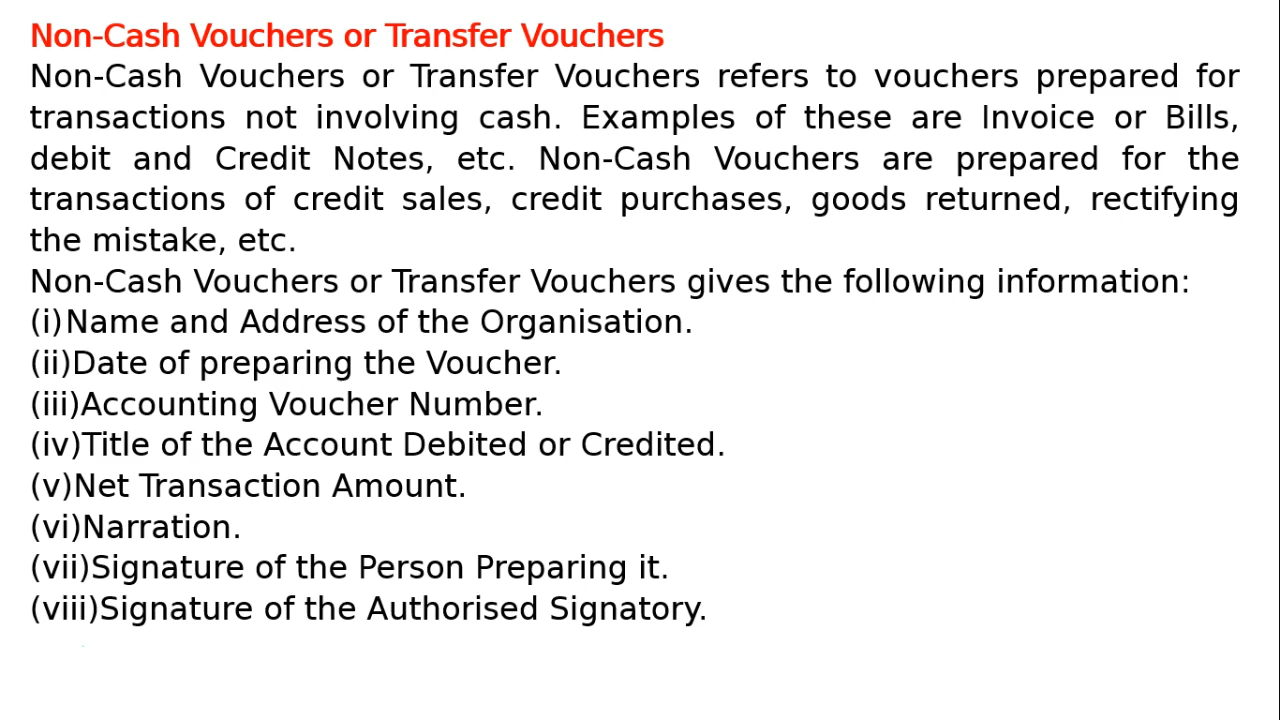 Non-Cash Vouchers or Transfer Vouchers
Non-Cash Vouchers or Transfer Vouchers refers to vouchers prepared for
transactions not involving cash. Examples of these are Invoice or Bills,
debit and Credit Notes, etc. Non-Cash Vouchers are prepared for the
transactions of credit sales, credit purchases, goods returned, rectifying
the mistake, etc.
Non-Cash Vouchers or Transfer Vouchers gives the following information:
(i)Name and Address of the Organisation.
(ii)Date of preparing the Voucher.
(iii)Accounting Voucher Number.
(iv)Title of the Account Debited or Credited.
(v)Net Transaction Amount.
(vi)Narration.
(vii)Signature of the Person Preparing it.
(viii)Signature of the Authorised Signatory.